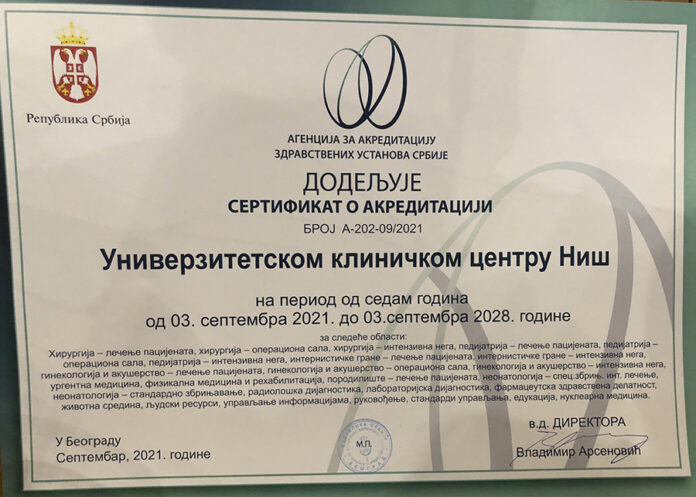 Република Србија
АГЕНЦИЈА ЗА АКРЕДИТАЦИЈУ
ЗДРАВСТВЕНИХ УСТАНОВА СРБИЈЕ
ДОДЕЉУЈЕ
СЕРТИФИКАТ О АКРЕДИТАЦИЈИ
БРОЈ А-202-09/2021
Универзитетском клиничком центру Ниш
на период од седам година
од 03. септембра 2021. до 03.септембра 2028. године
за следеће области:
Хирургија – лечење пацијената, хирургија – операциона сала, хирургија – интензивна нега, педијатрија – лечење пацијената, педијатрија –
операциона сала, педијатрија – интензивна нега, интернистичке гране – лечење пацијената, интернистичке гране – интензивна нега,
гинекологија и акушерство – лечење пацијената, гинекологија и акушерство – операциона сала, гинекологија и акушерство – интензивна нега,
ургентна медицина, физикална медицина и рехабилитација, породилиште – лечење пацијената, неонатологија – спец.збрињ. инт. лечење,
неонатологија – стандардно збрињавање, радиолошка дијагностика, лабораторијска дијагностика, фармацеутска здравствена делатност,
животна средина, људски ресурси, управљање информацијама, руковођење, стандарди управљања, едукација, нуклеарна медицина.
У Београду
Септембар, 2021. године
М.П.
БЕОГРАД
в.д. ДИРЕКТОРА
Владимир Арсеновић